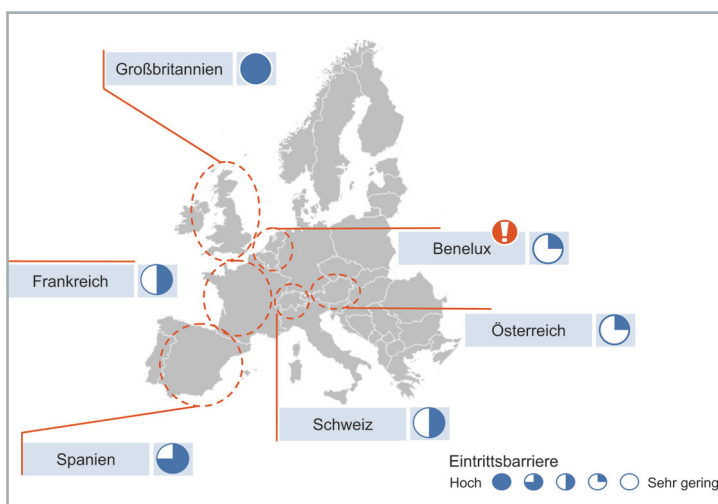 Großbritannien
Benelux
!
Frankreich
Österreich
Schweiz
Spanien
Eintrittsbarriere
Hoch Sehr gering